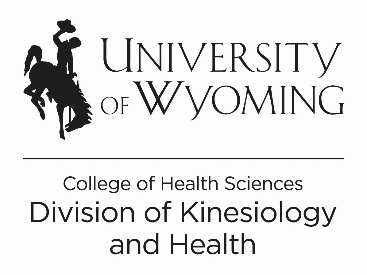 UNIVERSITY
OF WYOMING
College of Health Sciences
Division of Kinesiology
and Health